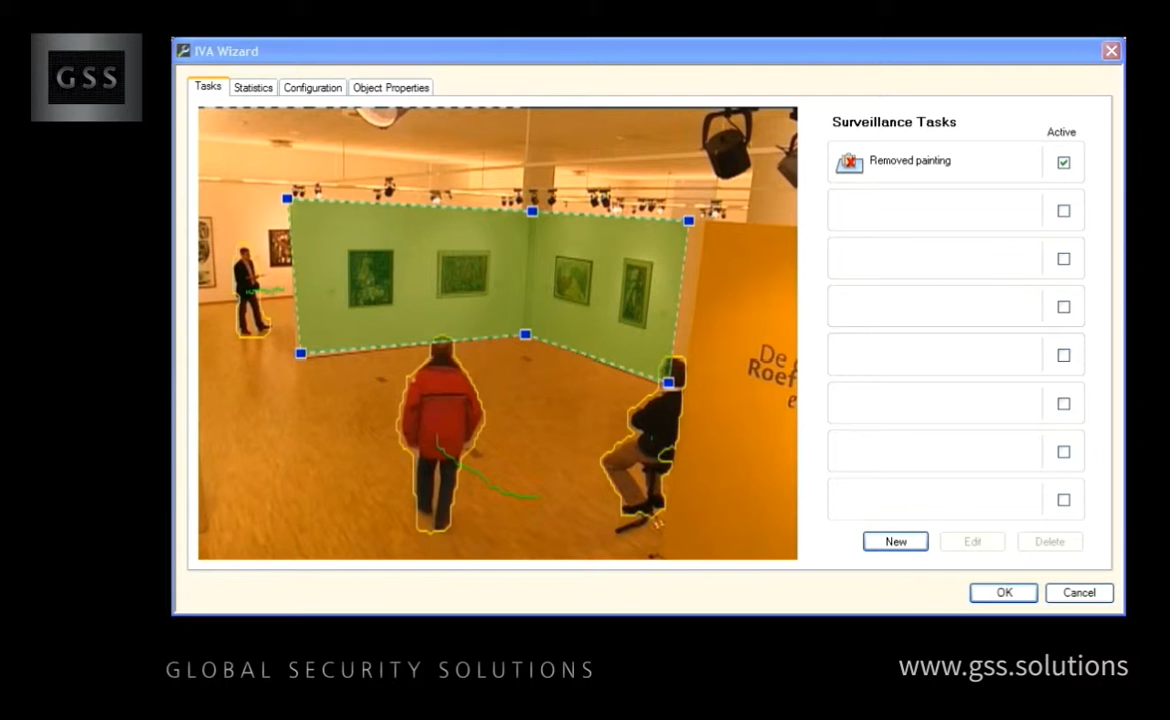 GSS
IVA Wizard
Tasks
Statistics
Configuration
Object Properties
Surveillance Tasks
Active
Removed painting
De
Roef
e
New
Edit
Delete
OK
Cancel
GLOBAL SECURITY SOLUTIONS
www.gss.solutions